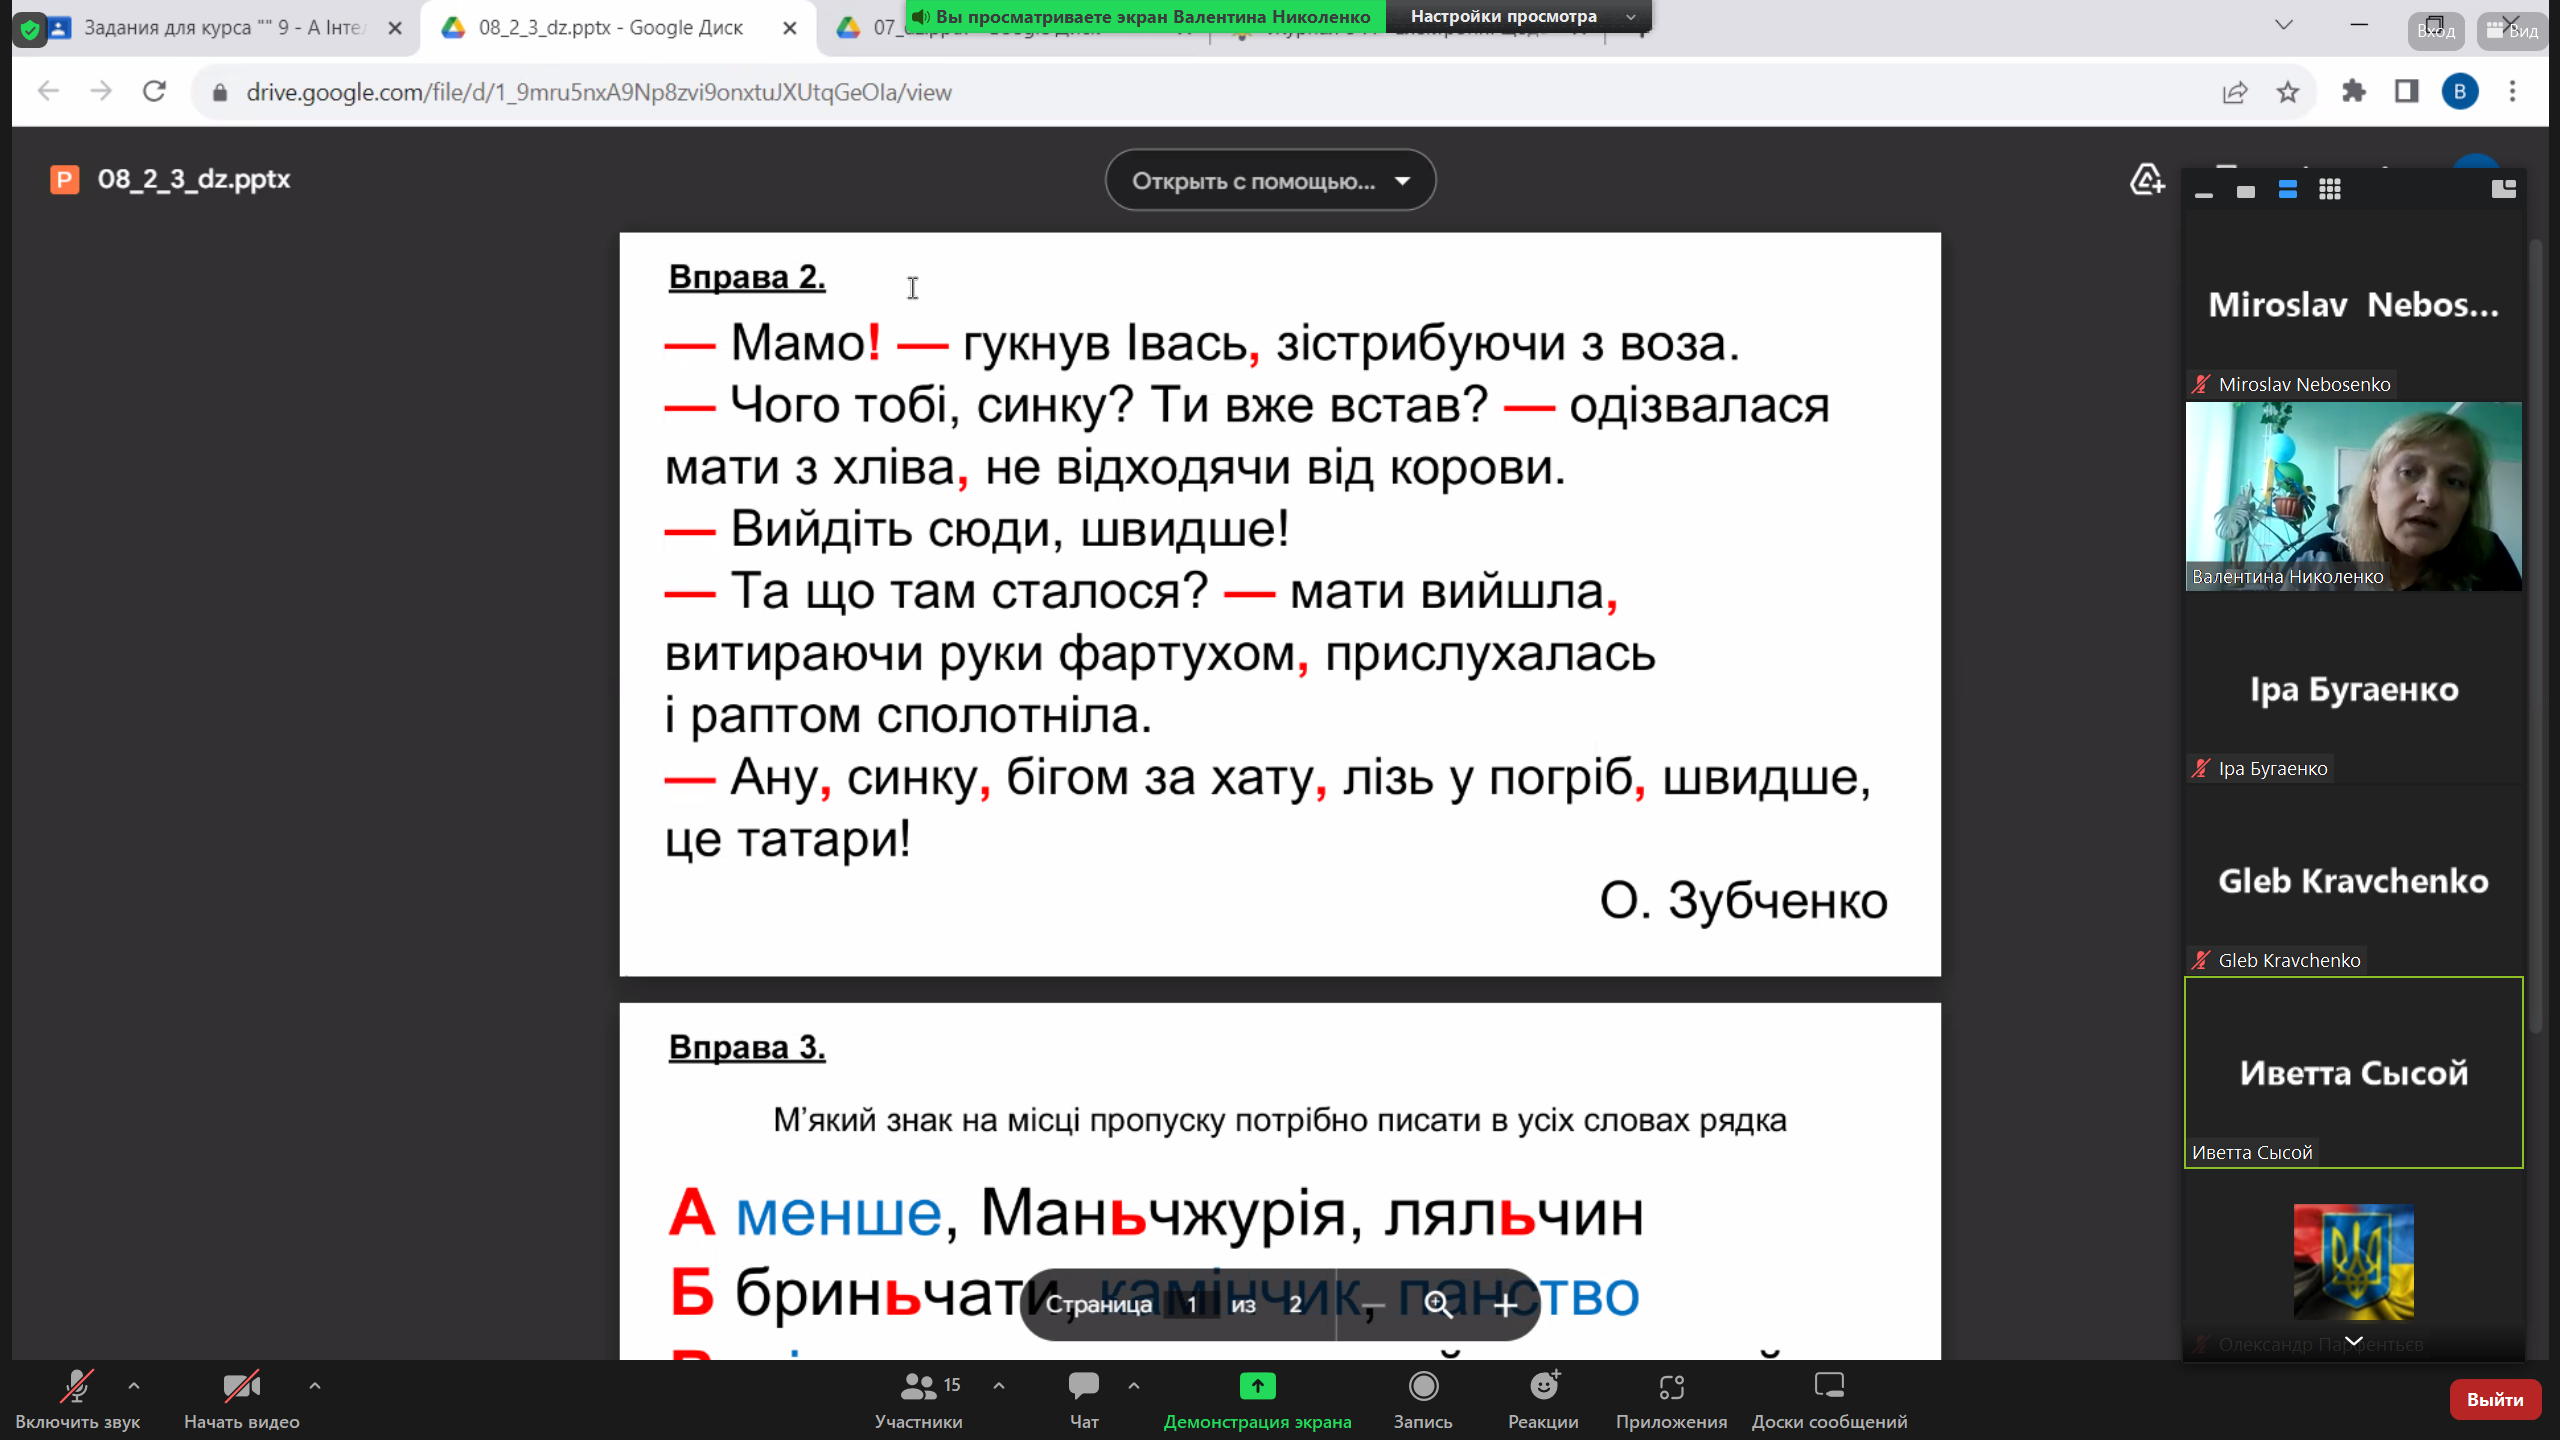 Задания для курса "" 9 - А Інте
08_2_3_dz.pptx - Google Диск
Вы просматриваете экран Валентина Николенко
Настройки просмотра
Вход
Вид
drive.google.com/file/d/1_9mru5nxA9Np8zvi9onxtuJXUtqGeOIa/view
B
P 08_2_3_dz.pptx
Открыть с помощью...
Вправа 2.
— Мамо! — гукнув Івась, зістрибуючи з воза.
— Чого тобі, синку? Ти вже встав? — одізвалася
мати з хліва, не відходячи від корови.
— Вийдіть сюди, швидше!
— Та що там сталося? — мати вийшла,
витираючи руки фартухом, прислухалась
і раптом сполотніла.
— Ану, синку, бігом за хату, лізь у погріб, швидше,
це татари!
О. Зубченко
Вправа 3.
М’який знак на місці пропуску потрібно писати в усіх словах рядка
А менше, Маньчжурія, ляльчин
Б бриньчати, камінчик, панство
Страница 1 из 2
Miroslav Nebos...
Miroslav Nebosenko
Валентина Николенко
Іра Бугаенко
Іра Бугаенко
Gleb Kravchenko
Gleb Kravchenko
Иветта Сысой
Иветта Сысой
Олександр Парфентьєв
Включить звук
Начать видео
15
Участники
Чат
Демонстрация экрана
Запись
Реакции
Приложения
Доски сообщений
Выйти